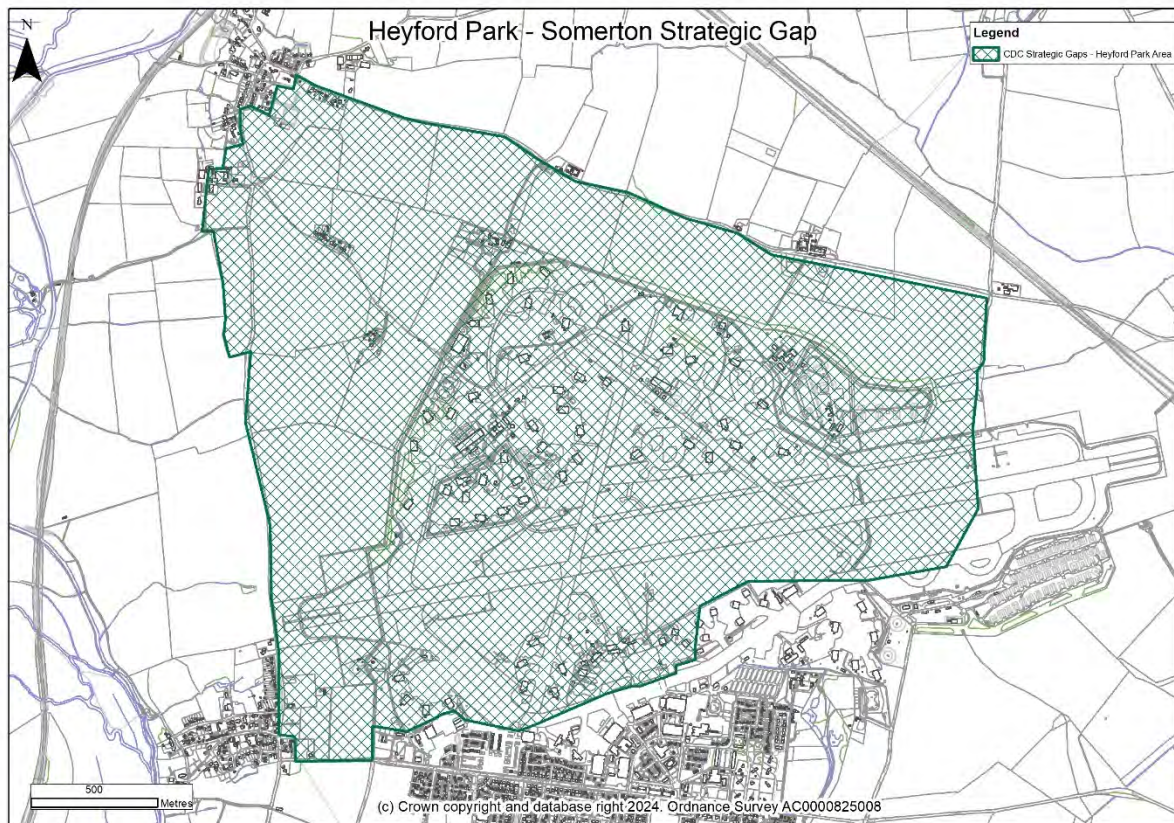 Heyford Park - Somerton Strategic Gap
N
Legend
CDC Strategic Gaps - Heyford Park Area
500
Metres
(c) Crown copyright and database right 2024. Ordnance Survey AC0000825008